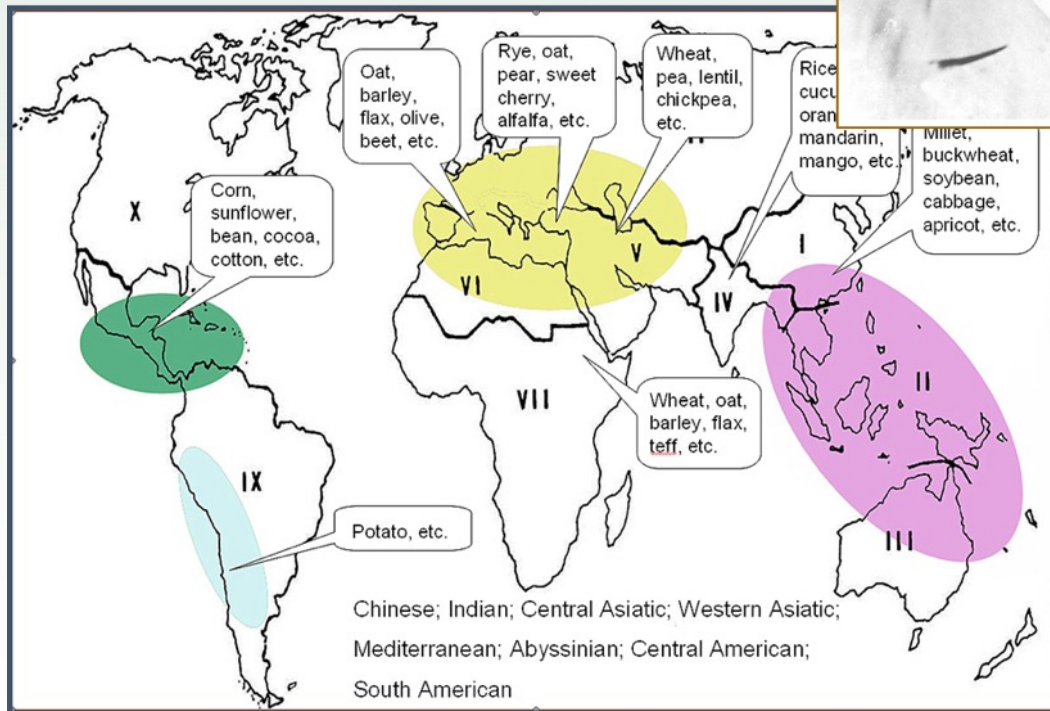 Oat,
barley,
flax, olive,
beet, etc.
Rye, oat,
pear, sweet
cherry,
alfalfa, etc.
Wheat,
pea, lentil,
chickpea,
etc.
Rice
mandarin,
mango, etc.
Millet,
buckwheat,
soybean,
cabbage,
apricot, etc.
Corn,
sunflower,
bean, cocoa,
cotton, etc.
X
I
V
VI
IV
II
VII
Wheat, oat,
barley, flax,
teff, etc.
IX
Potato, etc.
III
Chinese; Indian; Central Asiatic; Western Asiatic;
Mediterranean; Abyssinian; Central American;
South American